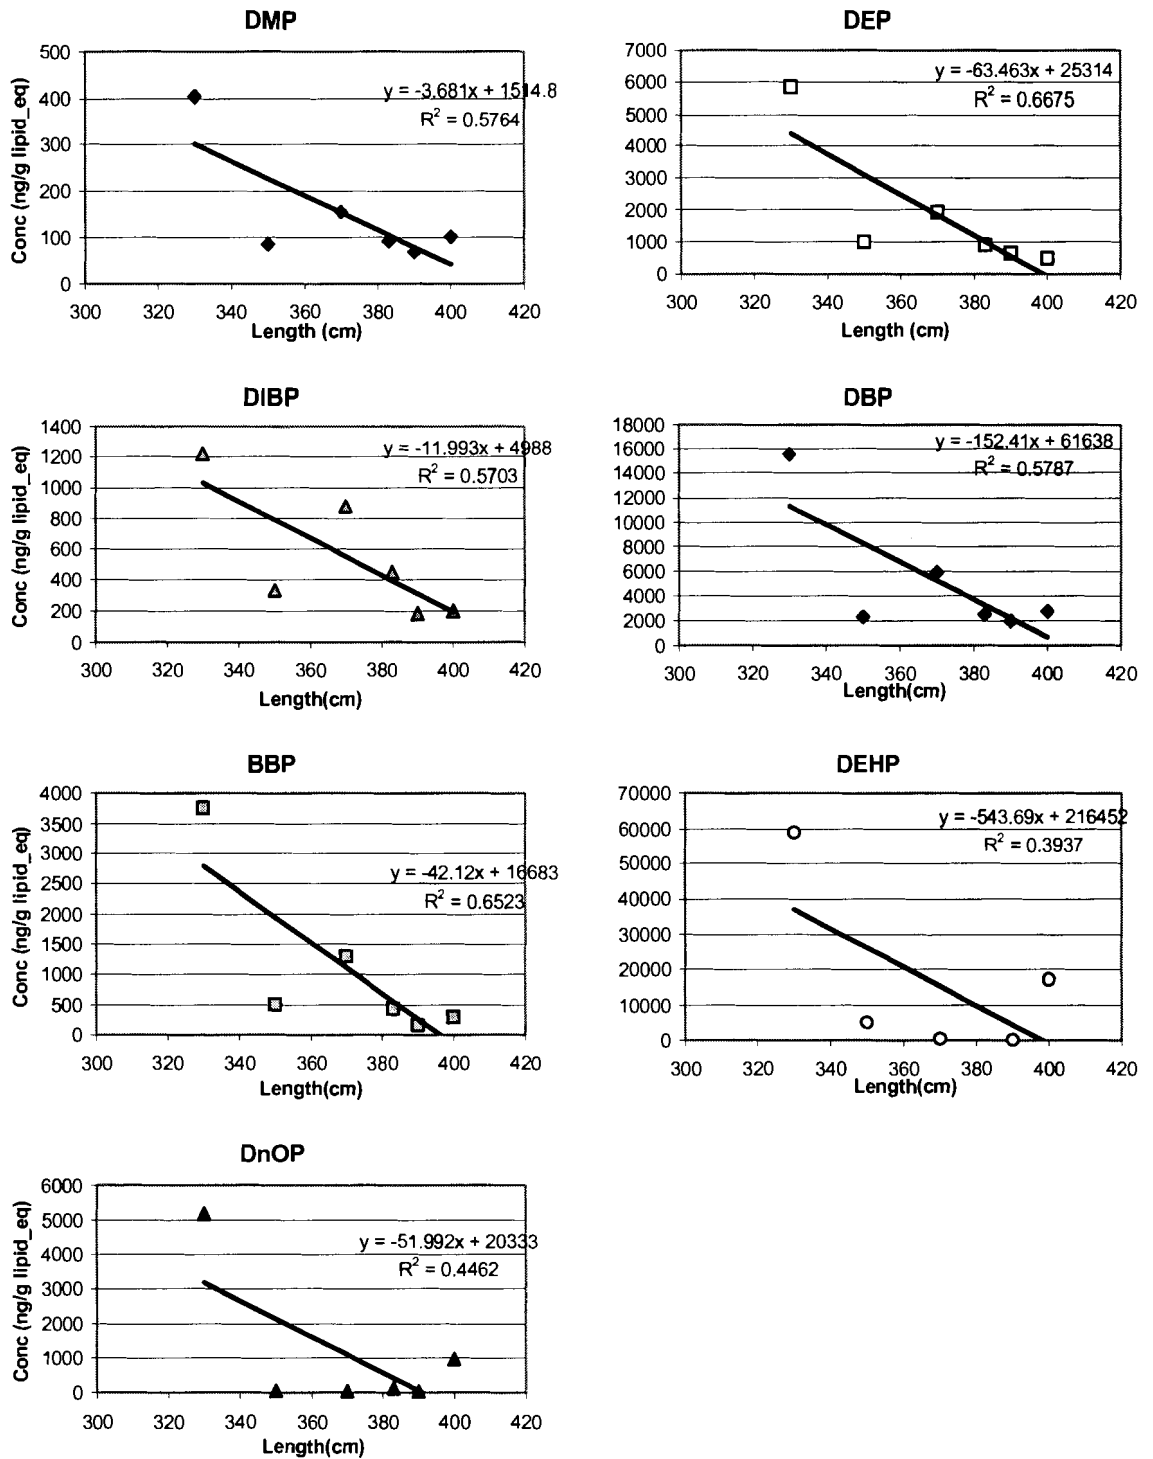 DMP
500
400
300
200
100
0
Conc (ng/g lipid_eq)
y = -3.681x + 1514.8
R² = 0.5764
300 320 340 360 380 400 420
Length (cm)
DEP
7000
6000
5000
4000
3000
2000
1000
0
y = -63.463x + 25314
R² = 0.6675
300 320 340 360 380 400 420
Length (cm)
DIBP
1400
1200
1000
800
600
400
200
0
Conc (ng/g lipid_eq)
y = -11.993x + 4988
R² = 0.5703
300 320 340 360 380 400 420
Length(cm)
DBP
18000
16000
14000
12000
10000
8000
6000
4000
2000
0
y = -152.41x + 61638
R² = 0.5787
300 320 340 360 380 400 420
Length(cm)
BBP
4000
3500
3000
2500
2000
1500
1000
500
0
Conc (ng/g lipid_eq)
y = -42.12x + 16683
R² = 0.6523
300 320 340 360 380 400 420
Length(cm)
DEHP
70000
60000
50000
40000
30000
20000
10000
0
y = -543.69x + 216452
R² = 0.3937
300 320 340 360 380 400 420
Length(cm)
DnOP
6000
5000
4000
3000
2000
1000
0
Conc (ng/g lipid_eq)
y = -51.992x + 20333
R² = 0.4462
300 320 340 360 380 400 420
Length(cm)